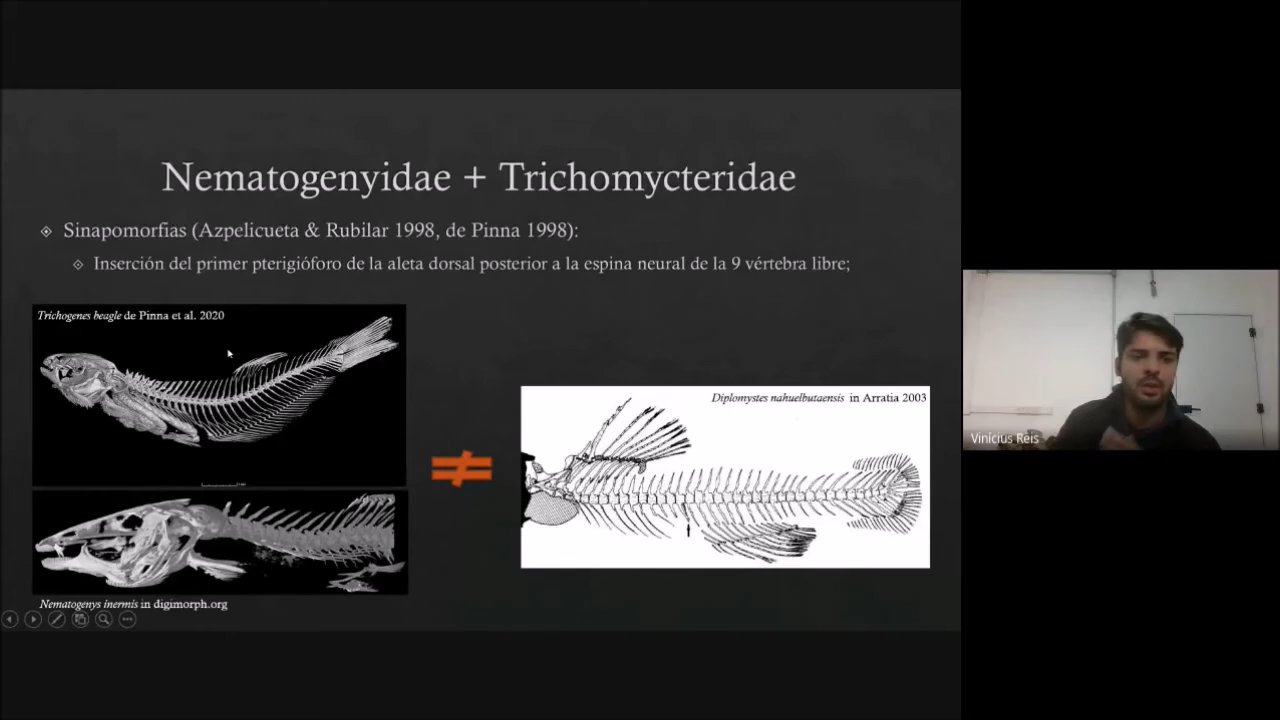 Nematogenyidae + Trichomycteridae
Sinapomorfias (Azpelicueta & Rubilar 1998, de Pinna 1998):
Inserción del primer pterigióforo de la aleta dorsal posterior a la espina neural de la 9 vértebra libre;
Trichogenes beagle de Pinna et al. 2020
Diplomystes nahuelbutaensis in Arratia 2003
≠
Vinícius Reis
Nematogenys inermis in digimorph.org